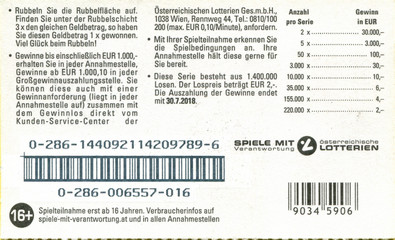 • Rubbeln Sie die Rubbelfläche auf.
Finden Sie unter der Rubbelschicht
3 x den gleichen Geldbetrag, so haben
Sie diesen Geldbetrag 1 x gewonnen.
Viel Glück beim Rubbeln!
• Gewinne bis einschließlich EUR 1.000,-
erhalten Sie in jeder Annahmestelle,
Gewinne ab EUR 1.000,10 in jeder
Großgewinnauszahlungsstelle. Sie
können diese auch mit einer
Gewinnanforderung (liegt in jeder
Annahmestelle auf) zusammen mit
dem Gewinnlos direkt vom
Kunden-Service-Center der
Österreichischen Lotterien Ges.m.b.H.,
1038 Wien, Rennweg 44, Tel.: 0810/100
200 (max. EUR 0,10/Minute), anfordern.
• Mit Ihrer Spielteilnahme erkennen Sie
die Spielbedingungen an. Ihre
Annahmestelle hält diese gerne für
Sie bereit.
• Diese Serie besteht aus 1.400.000
Losen. Der Lospreis beträgt EUR 2,-.
Die Auszahlung der Gewinne endet
mit 30.7.2018.
Anzahl pro Serie Gewinn in EUR
2 x 30.000,-
5 x 3.000,-
50 x 100,-
3.000 x 30,-
10.000 x 10,-
35.000 x 6,-
155.000 x 4,-
220.000 x 2,-
0-286-144092114209789-6
0-286-006557-016
SPIELE MIT
Verantwortung
österreichische
LOTTERIEN
9034 5906
16+
Spielteilnahme erst ab 16 Jahren. Verbraucherinfos auf
spiele-mit-verantwortung.at und in allen Annahmestellen